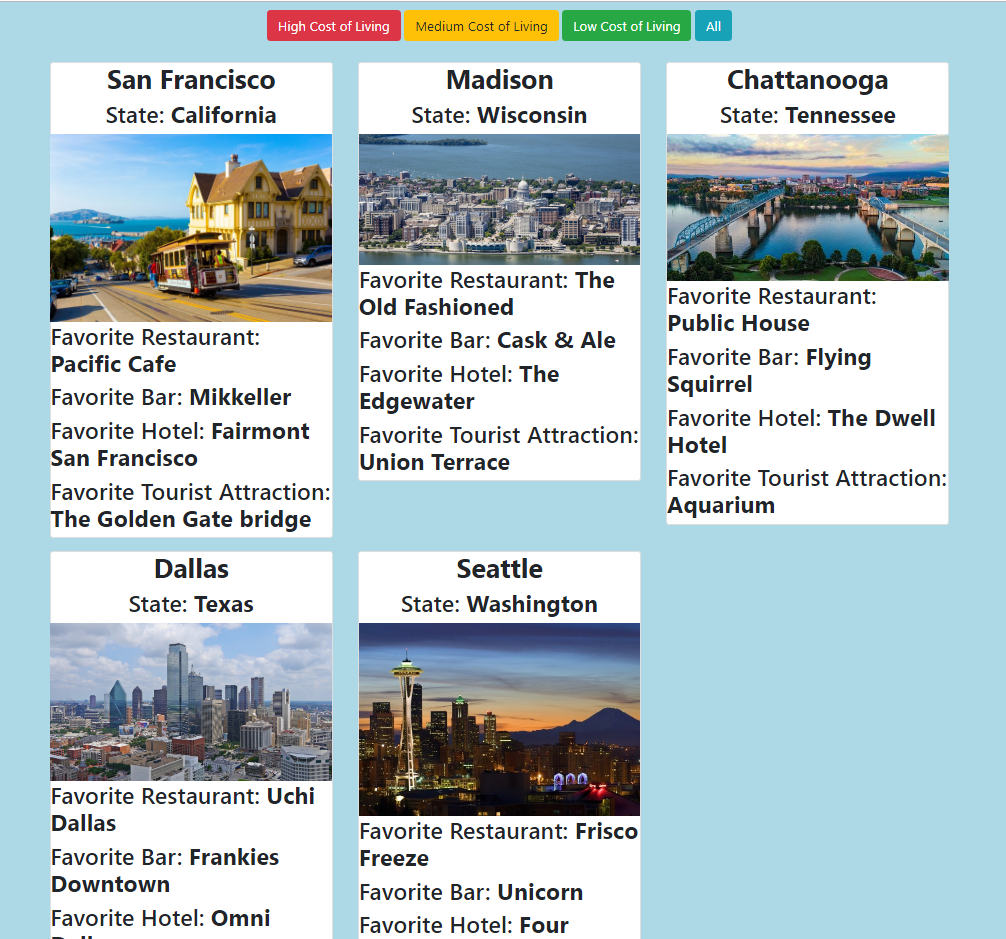 High Cost of Living Medium Cost of Living Low Cost of Living All
San Francisco
State: California
Favorite Restaurant:
Pacific Cafe
Favorite Bar: Mikkeller
Favorite Hotel: Fairmont
San Francisco
Favorite Tourist Attraction:
The Golden Gate bridge
Madison
State: Wisconsin
Favorite Restaurant: The
Old Fashioned
Favorite Bar: Cask & Ale
Favorite Hotel: The
Edgewater
Favorite Tourist Attraction:
Union Terrace
Chattanooga
State: Tennessee
Favorite Restaurant:
Public House
Favorite Bar: Flying
Squirrel
Favorite Hotel: The Dwell
Hotel
Favorite Tourist Attraction:
Aquarium
Dallas
State: Texas
Favorite Restaurant: Uchi
Dallas
Favorite Bar: Frankies
Downtown
Favorite Hotel: Omni
Seattle
State: Washington
Favorite Restaurant: Frisco
Freeze
Favorite Bar: Unicorn
Favorite Hotel: Four